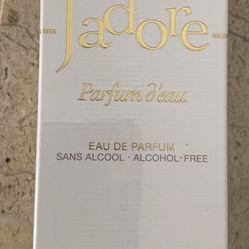 J'adore
Parfum d'eau
EAU DE PARFUM
SANS ALCOOL · ALCOHOL-FREE